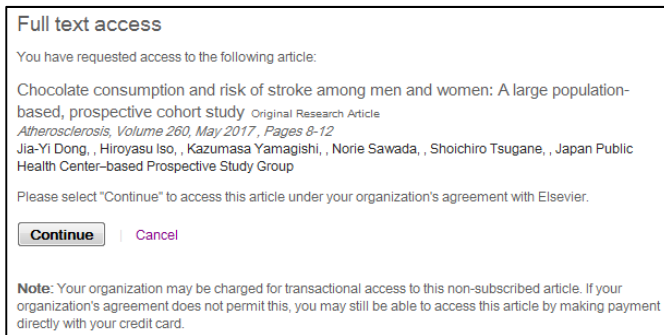 Full text access
You have requested access to the following article:
Chocolate consumption and risk of stroke among men and women: A large population-
based, prospective cohort study Original Research Article
Atherosclerosis, Volume 260, May 2017 , Pages 8-12
Jia-Yi Dong, , Hiroyasu Iso, , Kazumasa Yamagishi, , Norie Sawada, , Shoichiro Tsugane, , Japan Public
Health Center–based Prospective Study Group
Please select "Continue" to access this article under your organization's agreement with Elsevier.
Continue | Cancel
Note: Your organization may be charged for transactional access to this non-subscribed article. If your
organization's agreement does not permit this, you may still be able to access this article by making payment
directly with your credit card.